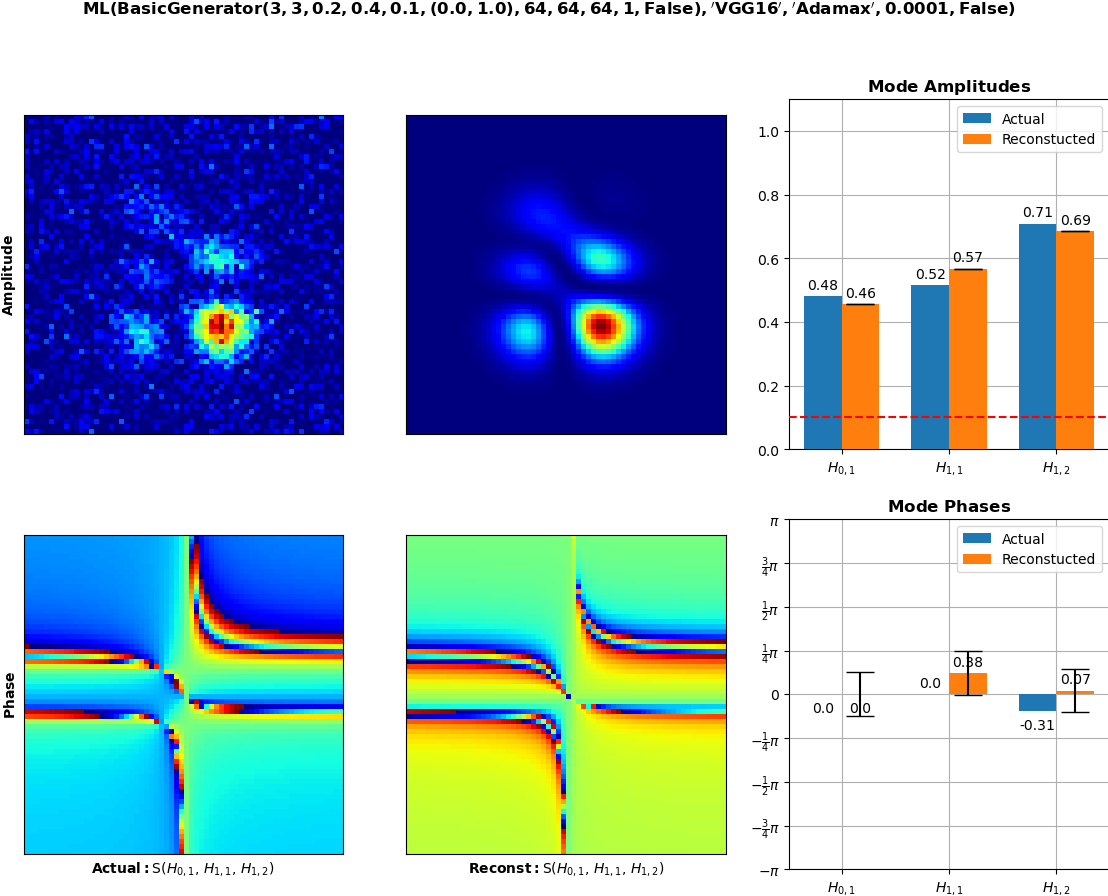 ML(BasicGenerator(3, 3, 0.2, 0.4, 0.1, (0.0, 1.0), 64, 64, 64, 1, False), ′VGG16′, ′Adamax′, 0.0001, False)
Amplitude
Mode Amplitudes
Actual
Reconstucted
1.0
0.8
0.6
0.4
0.2
0.0
0.48
0.46
0.52
0.57
0.71
0.69
H0, 1
H1, 1
H1, 2
Phase
Actual: S(H0, 1, H1, 1, H1, 2)
Reconst: S(H0, 1, H1, 1, H1, 2)
Mode Phases
Actual
Reconstucted
π
3/4π
1/2π
1/4π
0
−1/4π
−1/2π
−3/4π
−π
0.0
0.0
0.0
0.38
-0.31
0.07
H0, 1
H1, 1
H1, 2